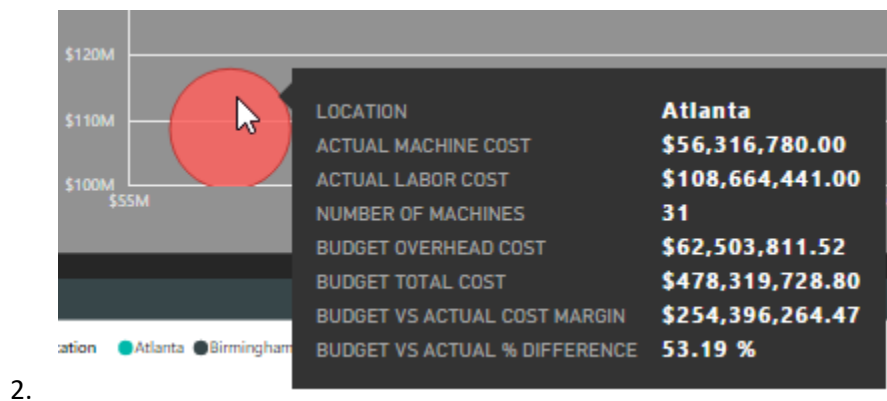 $120M
$110M
$100M
$55M
LOCATION Atlanta
ACTUAL MACHINE COST $56,316,780.00
ACTUAL LABOR COST $108,664,441.00
NUMBER OF MACHINES 31
BUDGET OVERHEAD COST $62,503,811.52
BUDGET TOTAL COST $478,319,728.80
BUDGET VS ACTUAL COST MARGIN $254,396,264.47
BUDGET VS ACTUAL % DIFFERENCE 53.19 %
cation Atlanta Birmingham
2.